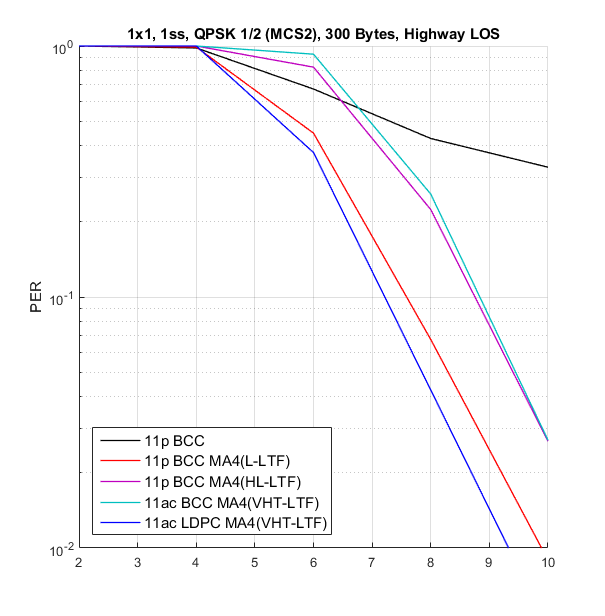 1x1, 1ss, QPSK 1/2 (MCS2), 300 Bytes, Highway LOS
10^0
10^-1
10^-2
PER
11p BCC
11p BCC MA4(L-LTF)
11p BCC MA4(HL-LTF)
11ac BCC MA4(VHT-LTF)
11ac LDPC MA4(VHT-LTF)
2 3 4 5 6 7 8 9 10